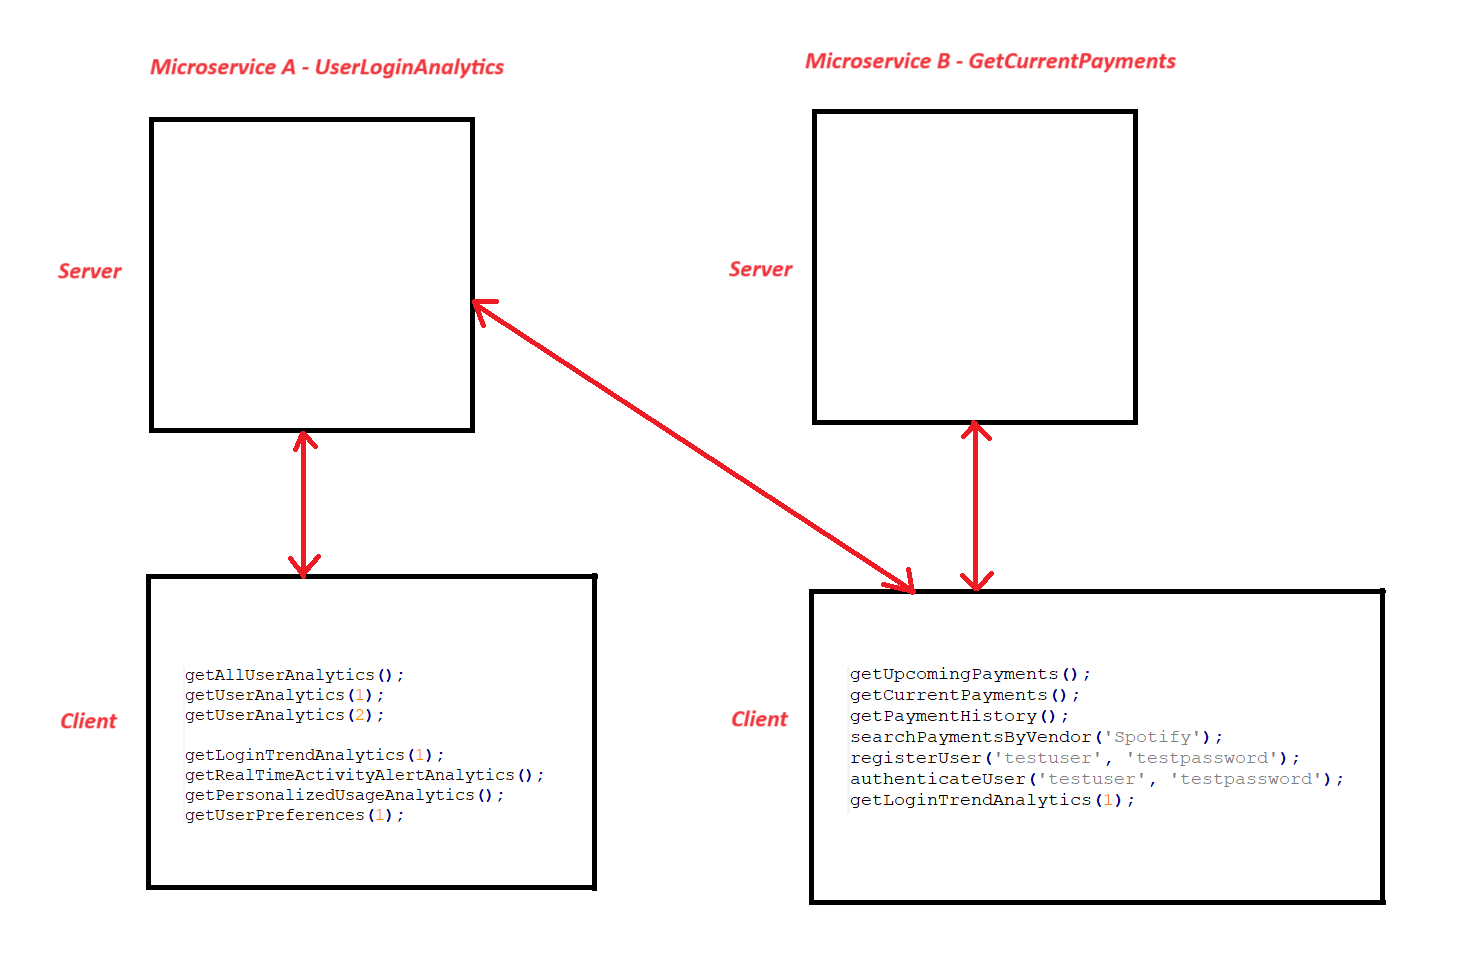 Microservice A - UserLoginAnalytics
Microservice B - GetCurrentPayments
Server
Server
Client
getAllUserAnalytics();
getUserAnalytics(1);
getUserAnalytics(2);
getLoginTrendAnalytics(1);
getRealTimeActivityAlertAnalytics();
getPersonalizedUsageAnalytics();
getUserPreferences(1);
Client
getUpcomingPayments();
getCurrentPayments();
getPaymentHistory();
searchPaymentsByVendor('Spotify');
registerUser('testuser', 'testpassword');
authenticateUser('testuser', 'testpassword');
getLoginTrendAnalytics(1);